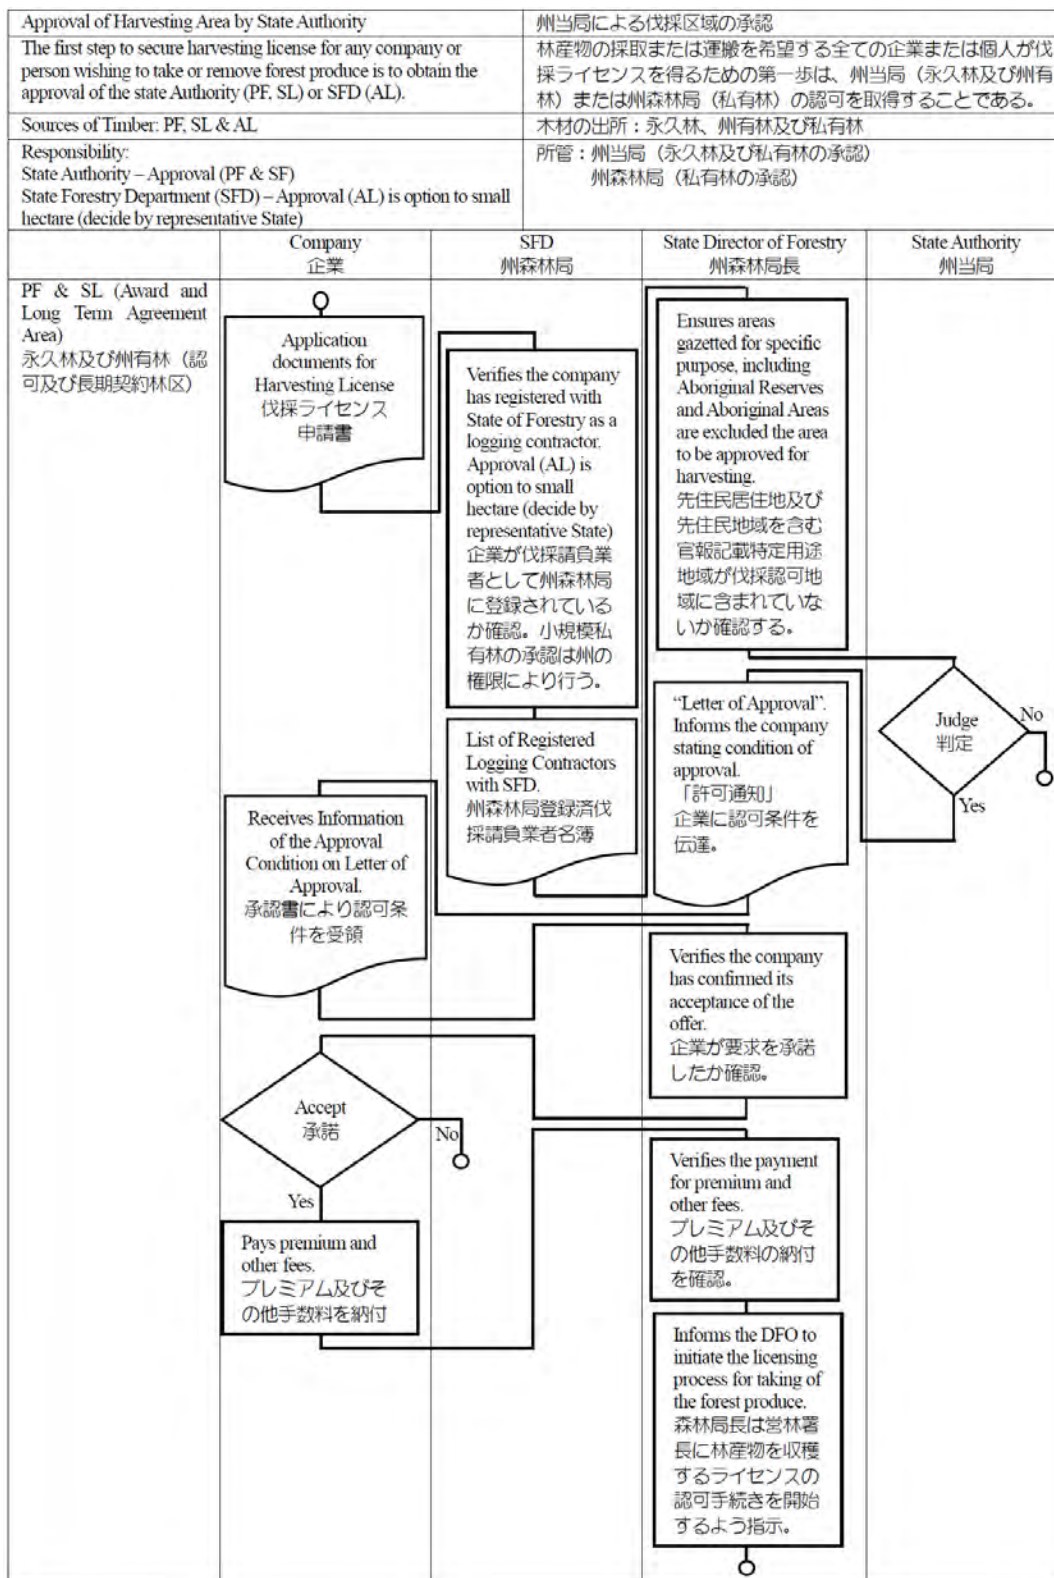 Approval of Harvesting Area by State Authority
州当局による伐採区域の承認
The first step to secure harvesting license for any company or
person wishing to take or remove forest produce is to obtain the
approval of the state Authority (PF, SL) or SFD (AL).
林産物の採取または運搬を希望する全ての企業または個人が伐
採ライセンスを得るための第一歩は、州当局（永久林及び州有
林）または州森林局（私有林）の認可を取得することである。
Sources of Timber: PF, SL & AL
木材の出所：永久林、州有林及び私有林
Responsibility:
State Authority – Approval (PF & SF)
State Forestry Department (SFD) – Approval (AL) is option to small
hectare (decide by representative State)
所管：州当局（永久林及び私有林の承認）
州森林局（私有林の承認）
Company
企業
SFD
州森林局
State Director of Forestry
州森林局長
State Authority
州当局
PF & SL (Award and
Long Term Agreement
Area)
永久林及び州有林（認
可及び長期契約林区）
Application
documents for
Harvesting License
伐採ライセンス
申請書
Verifies the company
has registered with
State of Forestry as a
logging contractor.
Approval (AL) is
option to small
hectare (decide by
representative State)
企業が伐採請負業
者として州森林局
に登録されている
か確認。小規模私
有林の承認は州の
権限により行う。
List of Registered
Logging Contractors
with SFD.
州森林局登録済伐
採請負業者名簿
Ensures areas
gazetted for specific
purpose, including
Aboriginal Reserves
and Aboriginal Areas
are excluded the area
to be approved for
harvesting.
先住民居住地及び
先住民地域を含む
官報記載特定用途
地域が伐採認可地
域に含まれていな
いか確認する。
Judge
判定
No
Yes
“Letter of Approval”.
Informs the company
stating condition of
approval.
「許可通知」
企業に認可条件を
伝達。
Receives Information
of the Approval
Condition on Letter of
Approval.
承認書により認可条
件を受領
Verifies the company
has confirmed its
acceptance of the
offer.
企業が要求を承諾
したか確認。
Accept
承諾
No
Yes
Pays premium and
other fees.
プレミアム及びそ
の他手数料を納付
Verifies the payment
for premium and
other fees.
プレミアム及びそ
の他手数料の納付
を確認。
Informs the DFO to
initiate the licensing
process for taking of
the forest produce.
森林局長は営林署
長に林産物を収穫
するライセンスの
認可手続きを開始
するよう指示。